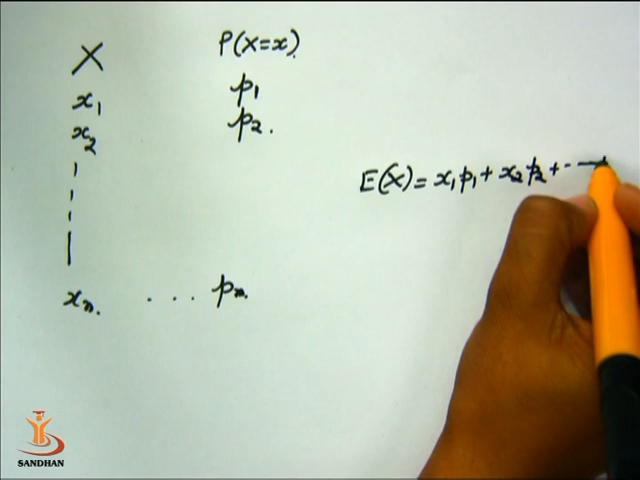 X P(X=x).
x₁ p₁
x₂ p₂.
E(X) = x₁p₁ + x₂p₂ + ·
xₙ. . . . pₙ.
SANDHAN